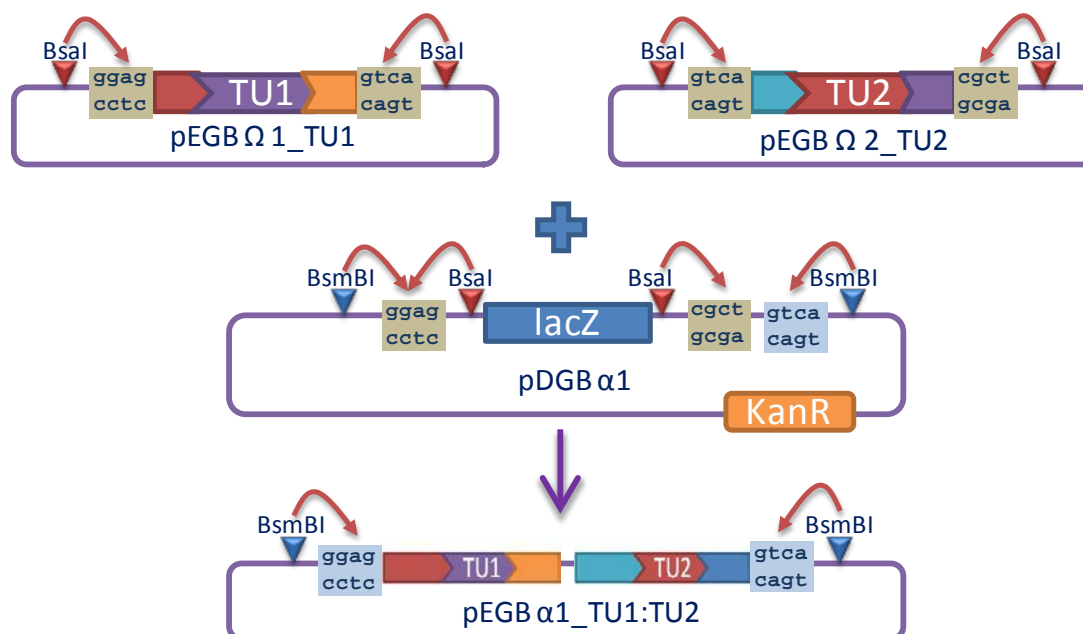 BsaI BsaI BsaI BsaI
ggag gtca gtca cgct
cctc TU1 cagt cagt TU2 gcga
pEGB Ω 1_TU1 pEGB Ω 2_TU2
BsmBI BsaI BsaI BsmBI
ggag cgct gtca
cctc lacZ gcga cagt
pDGB α1
KanR
BsmBI BsmBI
ggag gtca
cctc TU1 TU2 cagt
pEGB α1_TU1:TU2